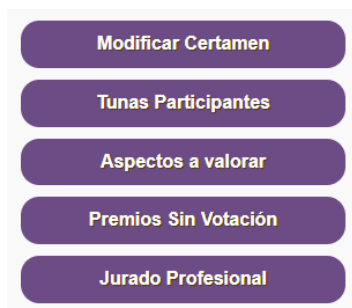 Modificar Certamen
Tunas Participantes
Aspectos a valorar
Premios Sin Votación
Jurado Profesional